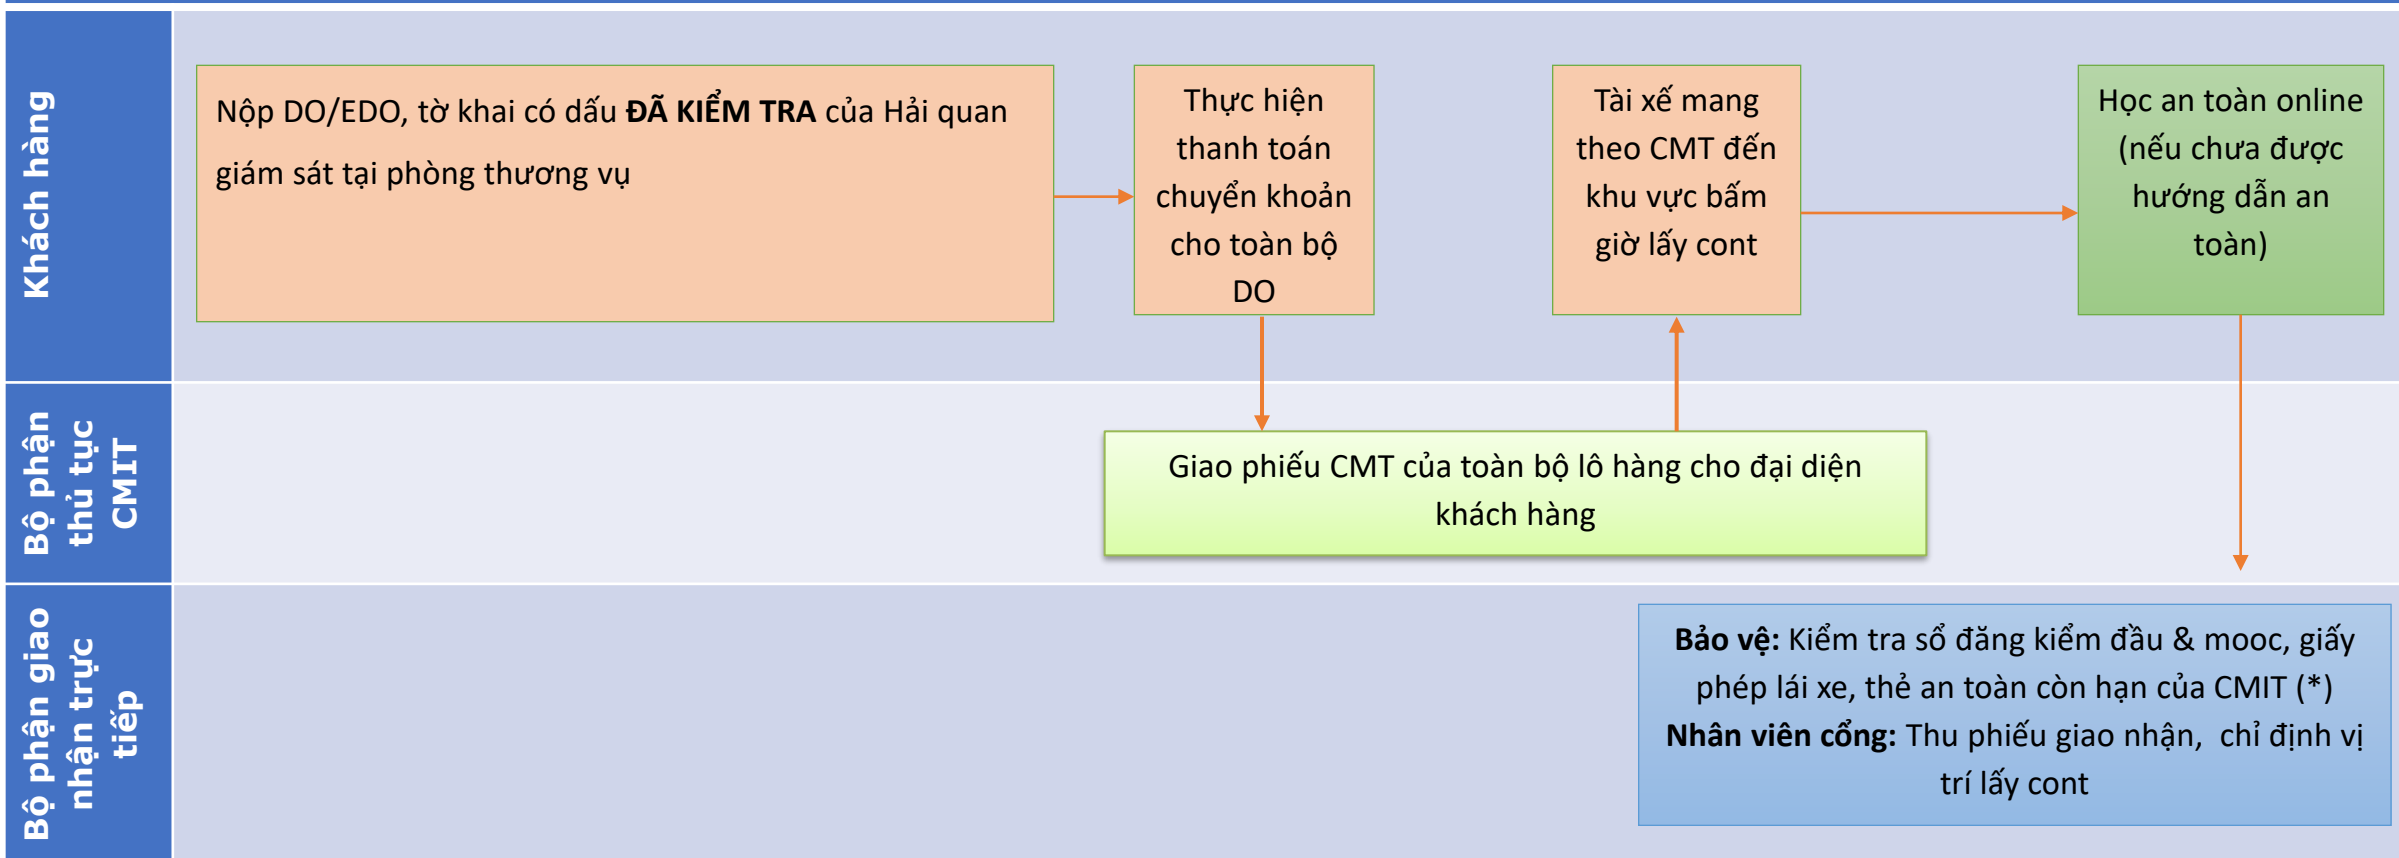 Khách hàng
Nộp DO/EDO, tờ khai có dấu ĐÃ KIỂM TRA của Hải quan
giám sát tại phòng thương vụ
Thực hiện
thanh toán
chuyển khoản
cho toàn bộ
DO
Tài xế mang
theo CMT đến
khu vực bấm
giờ lấy cont
Học an toàn online
(nếu chưa được
hướng dẫn an
toàn)
Bộ phận
thủ tục
CMIT
Giao phiếu CMT của toàn bộ lô hàng cho đại diện
khách hàng
Bộ phận giao
nhận trực
tiếp
Bảo vệ: Kiểm tra sổ đăng kiểm đầu & mooc, giấy
phép lái xe, thẻ an toàn còn hạn của CMIT (*)
Nhân viên cổng: Thu phiếu giao nhận, chỉ định vị
trí lấy cont